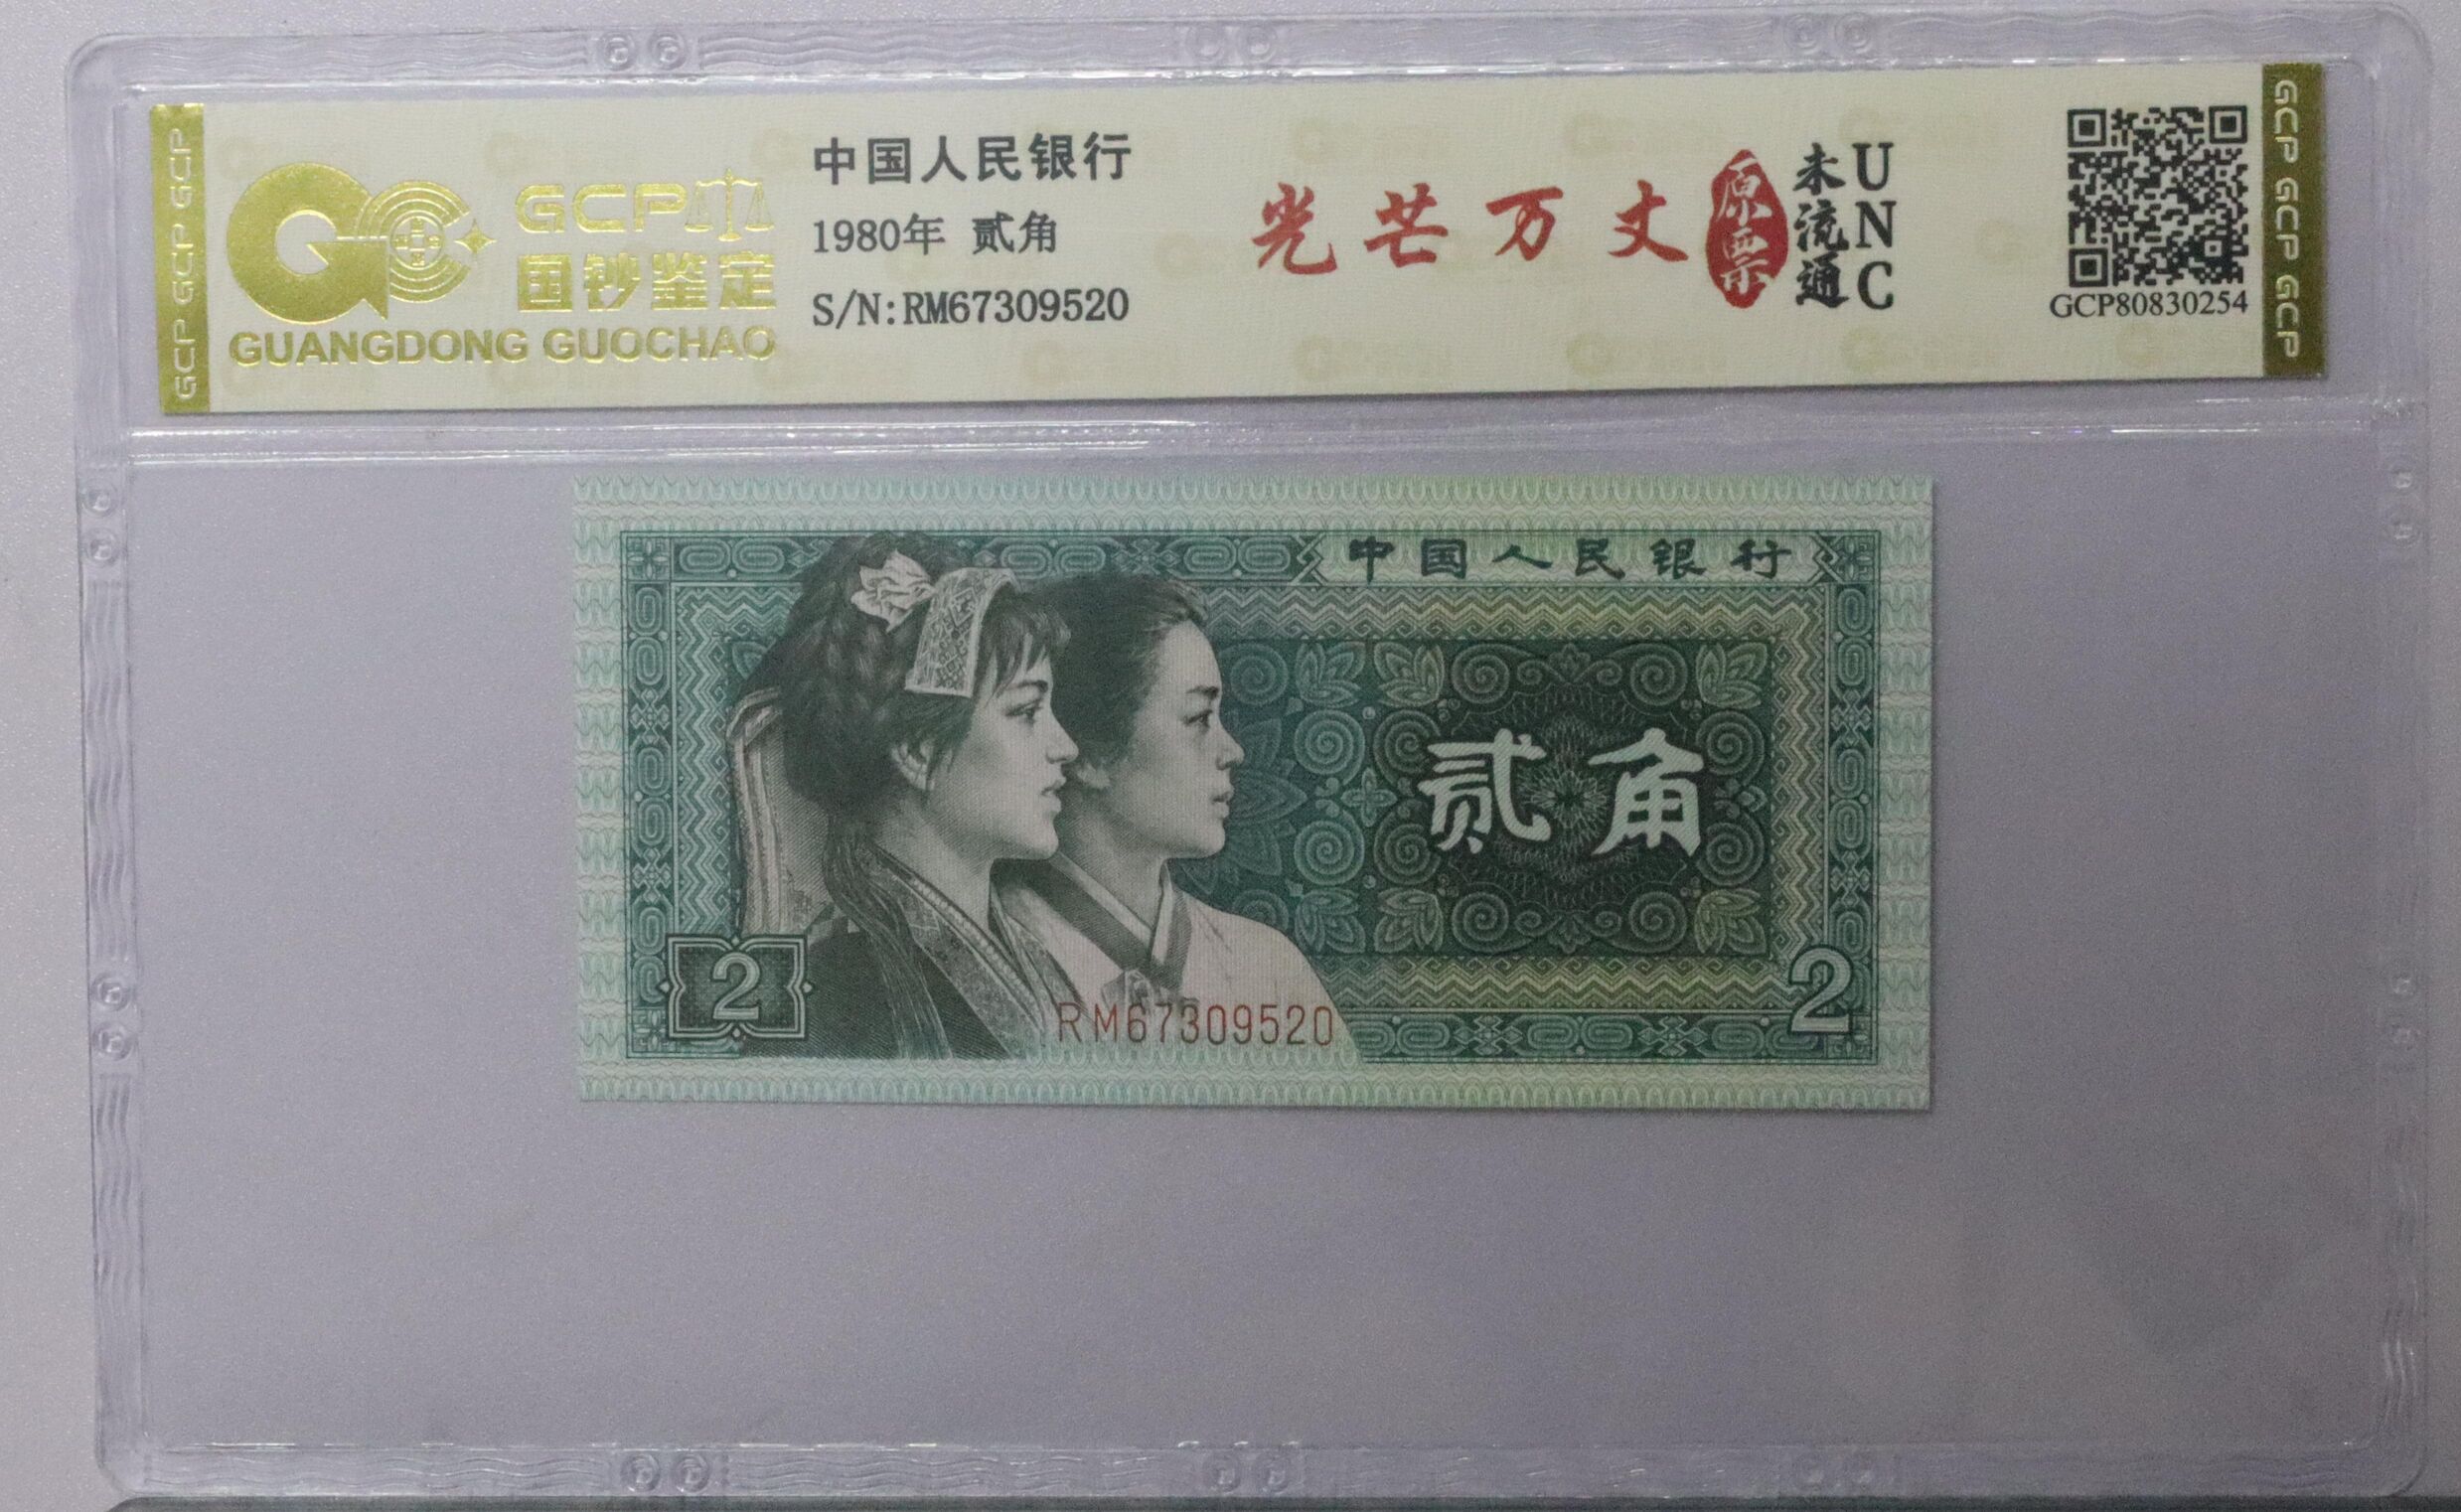 GCP GCP GCP
GCP
国钞鉴定
GUANGDONG GUOCHAO
中国人民银行
1980年 贰角
S/N:RM67309520
光芒万丈
原票
未流通
UNC
GCP80830254
GCP GCP GCP
中国人民银行
贰角
2
RM67309520
2